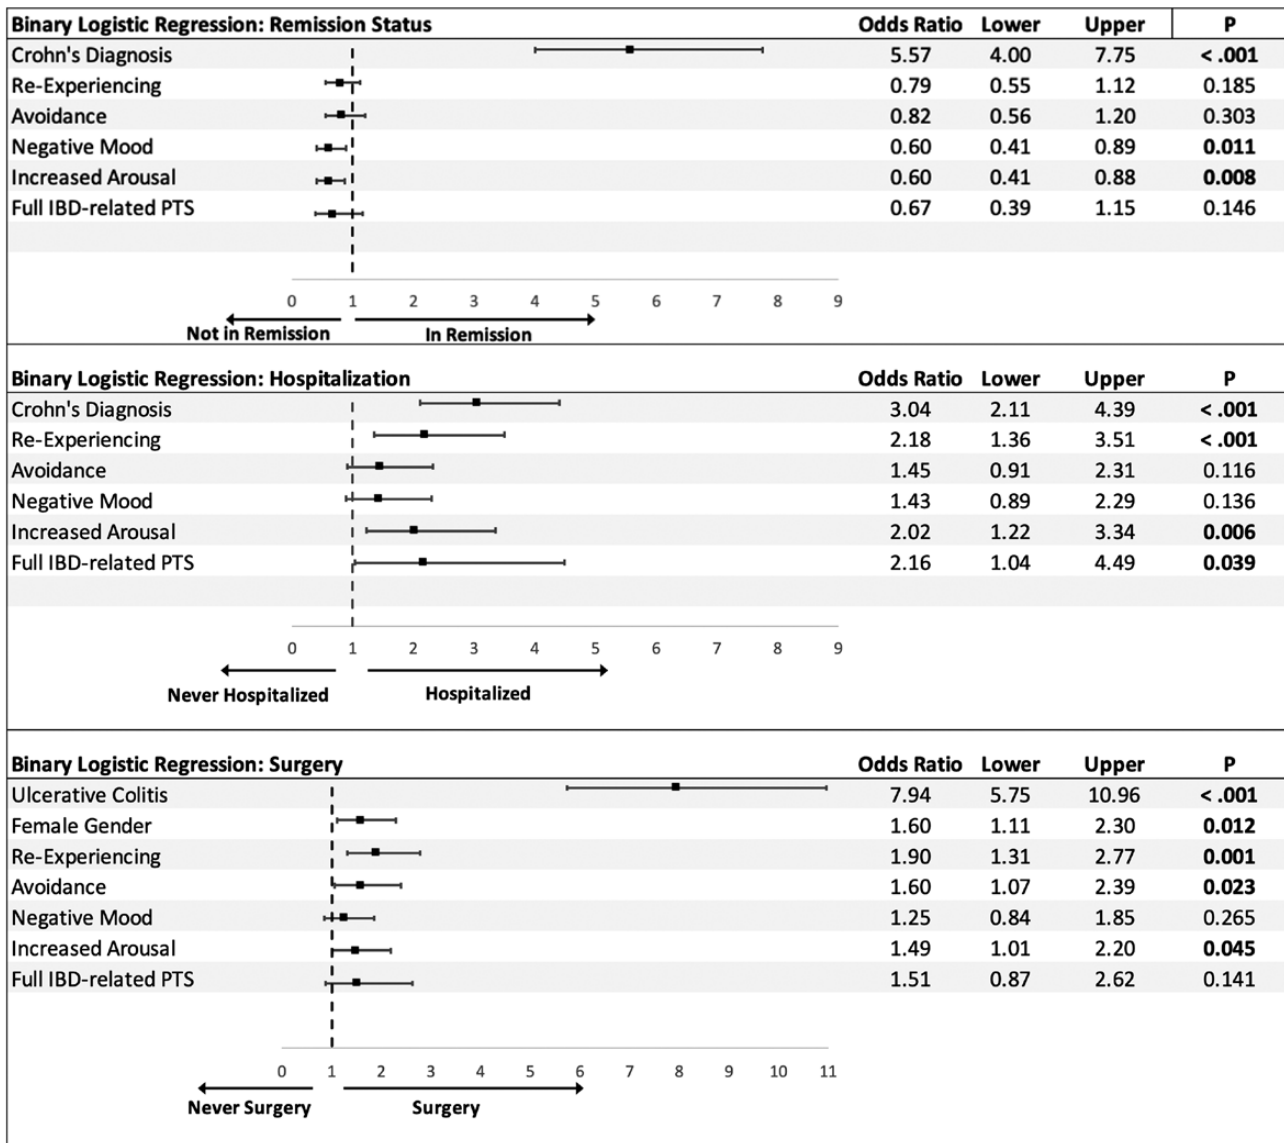 Binary Logistic Regression: Remission Status Odds Ratio Lower Upper P
Crohn's Diagnosis 5.57 4.00 7.75 < .001
Re-Experiencing 0.79 0.55 1.12 0.185
Avoidance 0.82 0.56 1.20 0.303
Negative Mood 0.60 0.41 0.89 0.011
Increased Arousal 0.60 0.41 0.88 0.008
Full IBD-related PTS 0.67 0.39 1.15 0.146
0 1 2 3 4 5 6 7 8 9
Not in Remission In Remission
Binary Logistic Regression: Hospitalization Odds Ratio Lower Upper P
Crohn's Diagnosis 3.04 2.11 4.39 < .001
Re-Experiencing 2.18 1.36 3.51 < .001
Avoidance 1.45 0.91 2.31 0.116
Negative Mood 1.43 0.89 2.29 0.136
Increased Arousal 2.02 1.22 3.34 0.006
Full IBD-related PTS 2.16 1.04 4.49 0.039
0 1 2 3 4 5 6 7 8 9
Never Hospitalized Hospitalized
Binary Logistic Regression: Surgery Odds Ratio Lower Upper P
Ulcerative Colitis 7.94 5.75 10.96 < .001
Female Gender 1.60 1.11 2.30 0.012
Re-Experiencing 1.90 1.31 2.77 0.001
Avoidance 1.60 1.07 2.39 0.023
Negative Mood 1.25 0.84 1.85 0.265
Increased Arousal 1.49 1.01 2.20 0.045
Full IBD-related PTS 1.51 0.87 2.62 0.141
0 1 2 3 4 5 6 7 8 9 10 11
Never Surgery Surgery